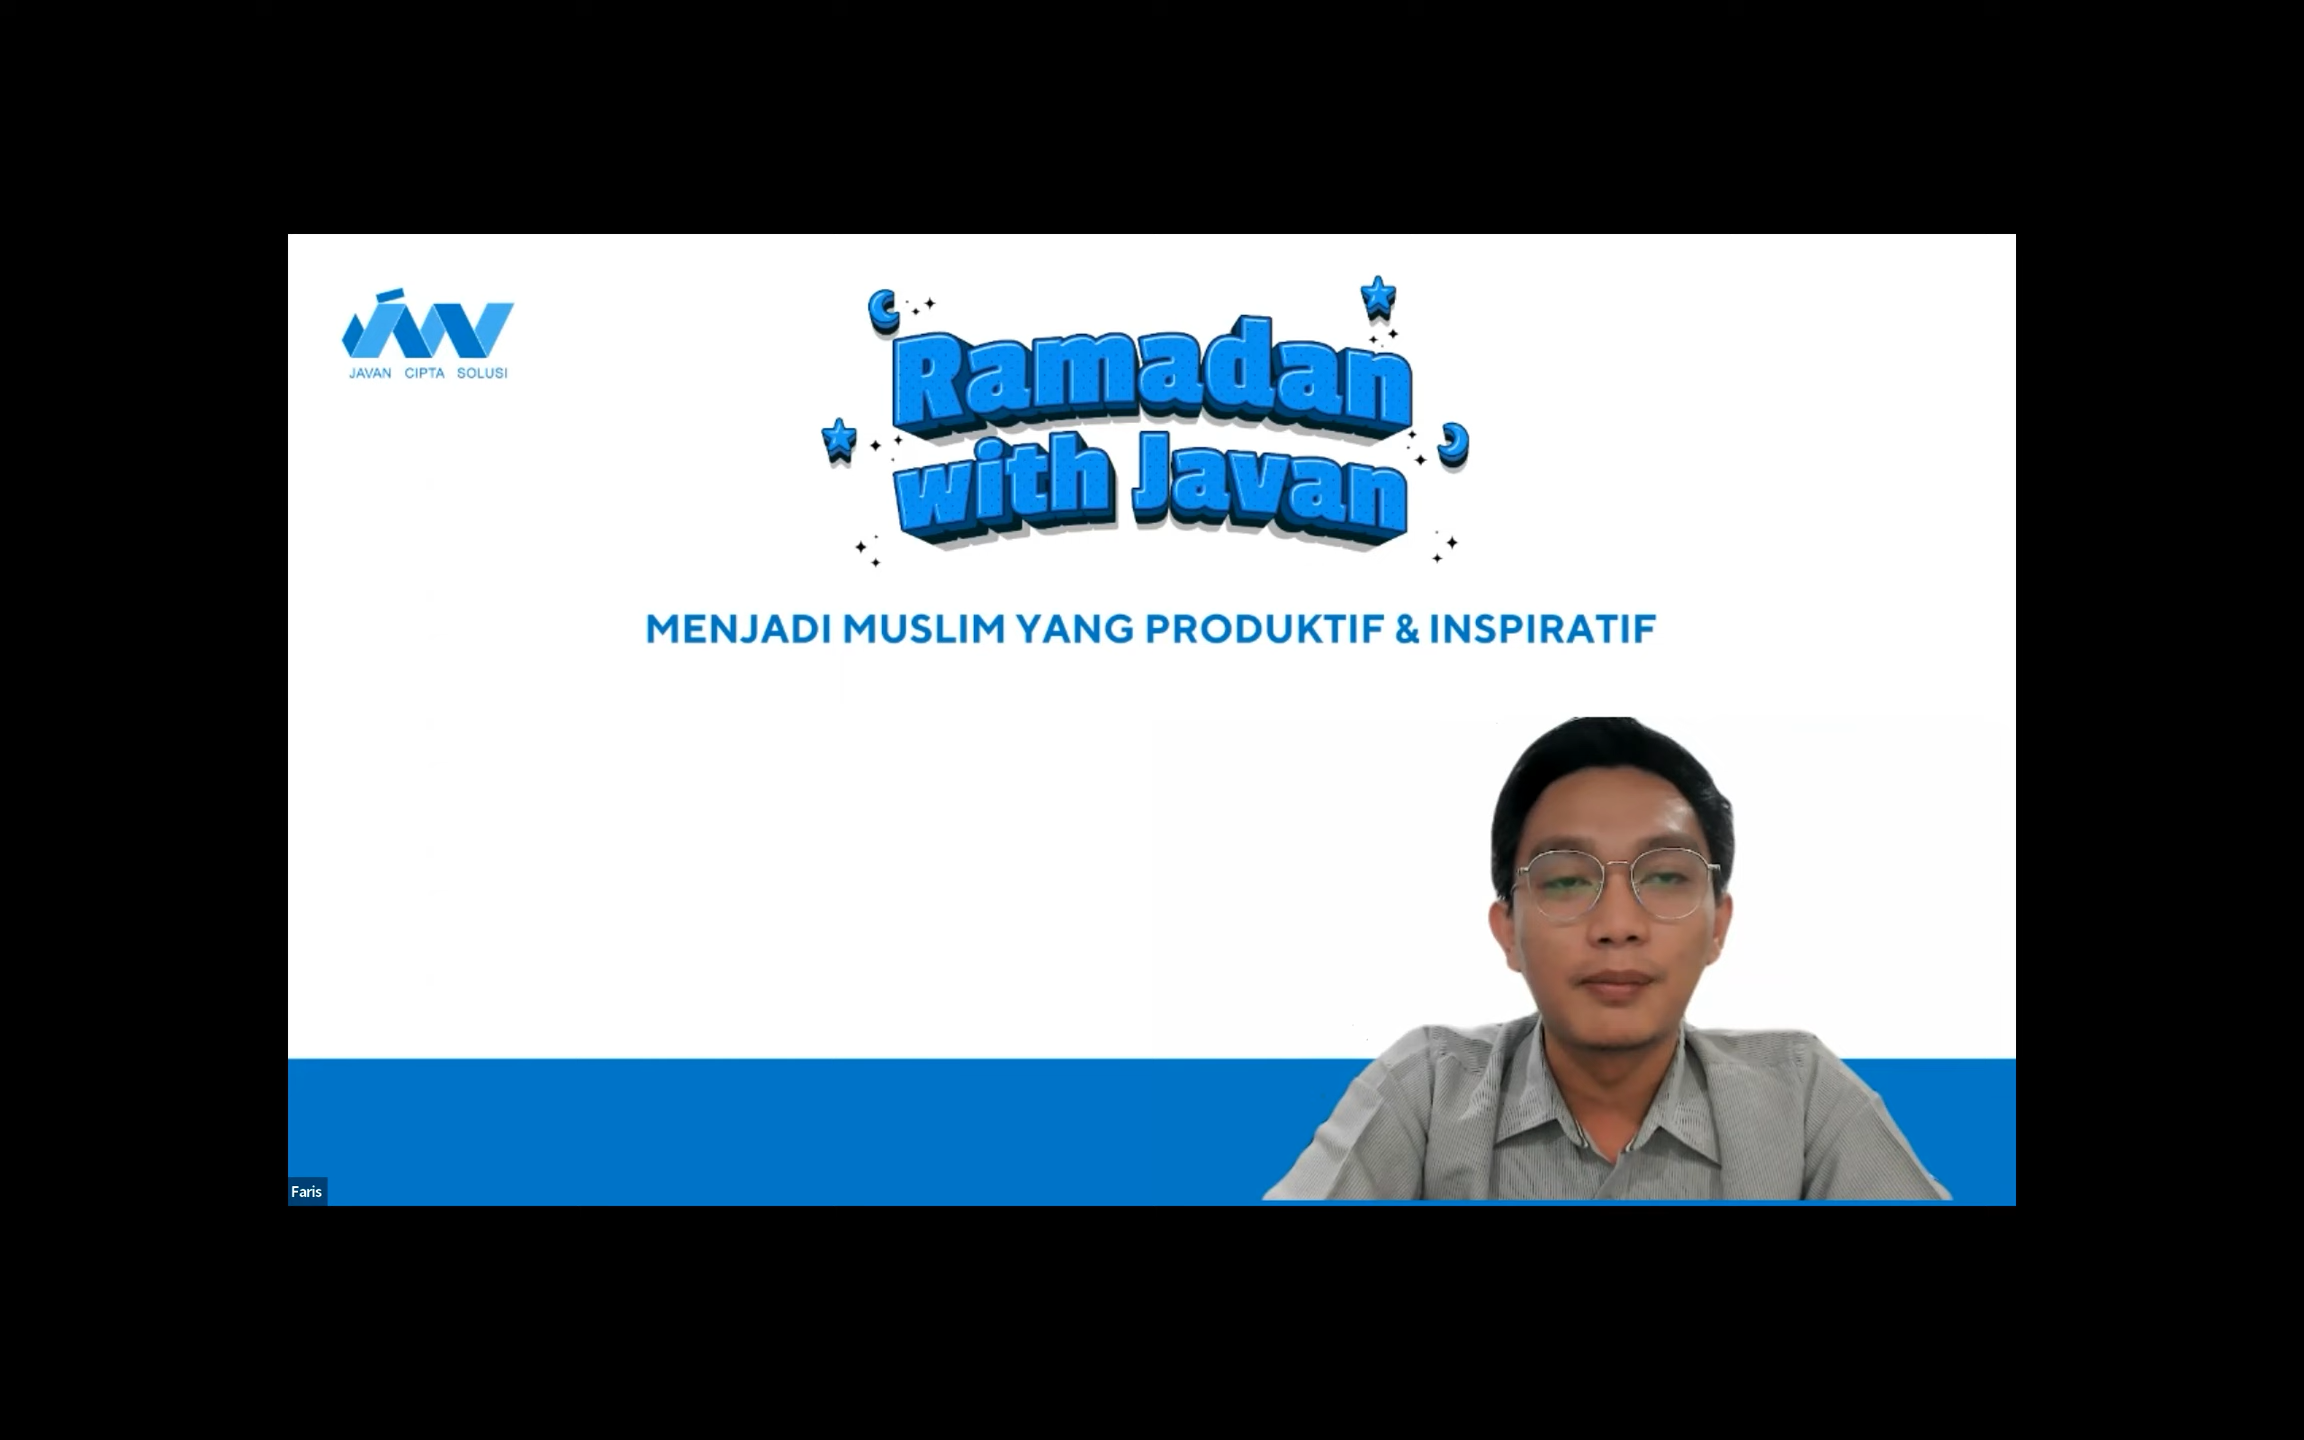 JAVAN CIPTA SOLUSI
Ramadan
with Javan
MENJADI MUSLIM YANG PRODUKTIF & INSPIRATIF
Faris